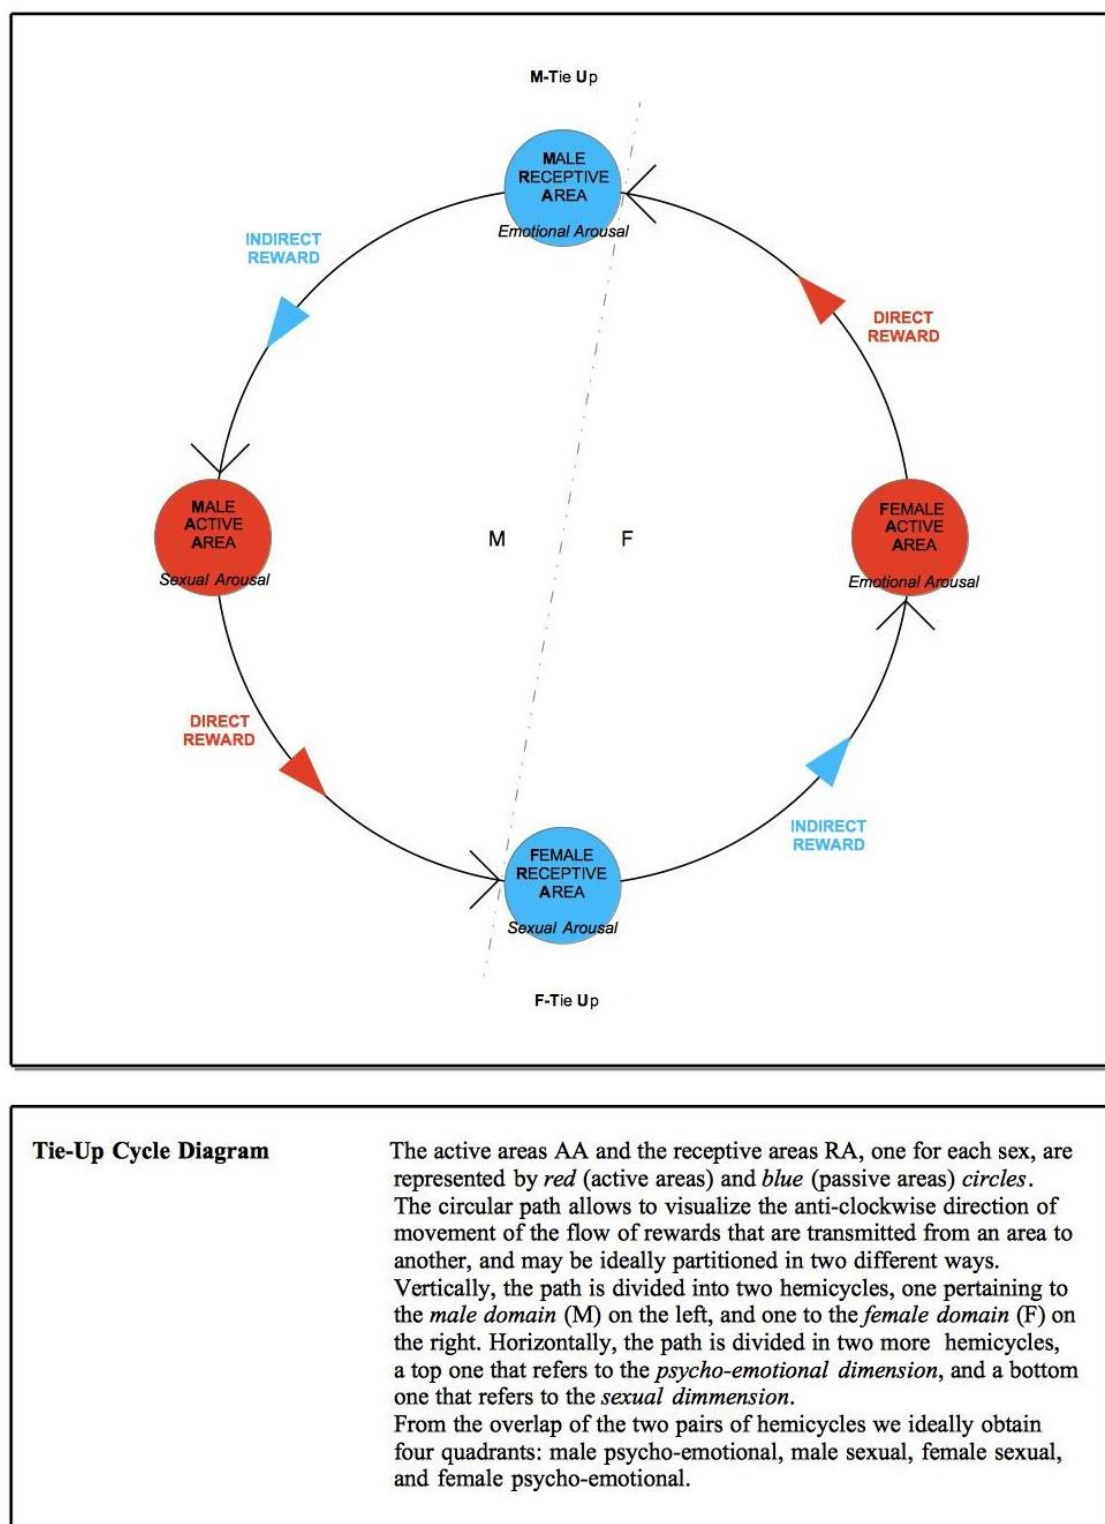 M-Tie Up
MALE
RECEPTIVE
AREA
Emotional Arousal
INDIRECT
REWARD
DIRECT
REWARD
MALE
ACTIVE
AREA
Sexual Arousal
M
F
FEMALE
ACTIVE
AREA
Emotional Arousal
DIRECT
REWARD
INDIRECT
REWARD
FEMALE
RECEPTIVE
AREA
Sexual Arousal
F-Tie Up
Tie-Up Cycle Diagram
The active areas AA and the receptive areas RA, one for each sex, are
represented by red (active areas) and blue (passive areas) circles.
The circular path allows to visualize the anti-clockwise direction of
movement of the flow of rewards that are transmitted from an area to
another, and may be ideally partitioned in two different ways.
Vertically, the path is divided into two hemicycles, one pertaining to
the male domain (M) on the left, and one to the female domain (F) on
the right. Horizontally, the path is divided in two more hemicycles,
a top one that refers to the psycho-emotional dimension, and a bottom
one that refers to the sexual dimmension.
From the overlap of the two pairs of hemicycles we ideally obtain
four quadrants: male psycho-emotional, male sexual, female sexual,
and female psycho-emotional.